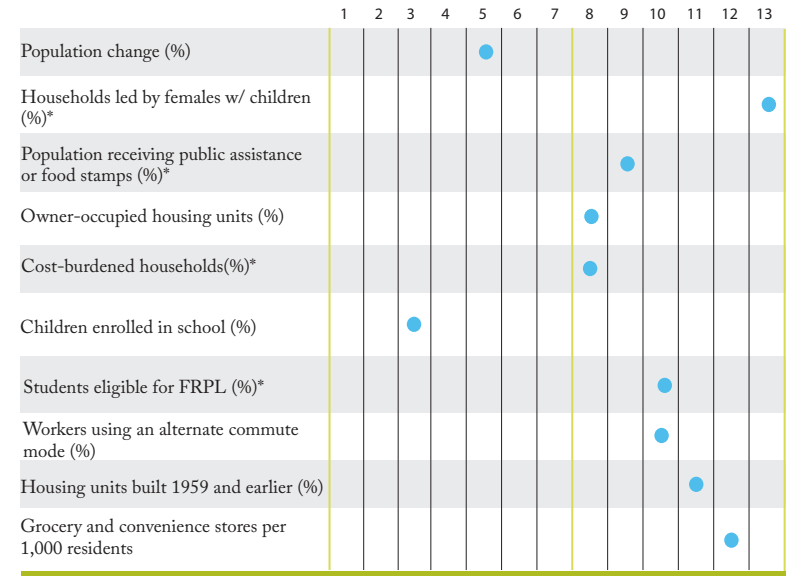 1 2 3 4 5 6 7 8 9 10 11 12 13
Population change (%)
Households led by females w/ children
(%)*
Population receiving public assistance
or food stamps (%)*
Owner-occupied housing units (%)
Cost-burdened households(%)*
Children enrolled in school (%)
Students eligible for FRPL (%)*
Workers using an alternate commute
mode (%)
Housing units built 1959 and earlier (%)
Grocery and convenience stores per
1,000 residents